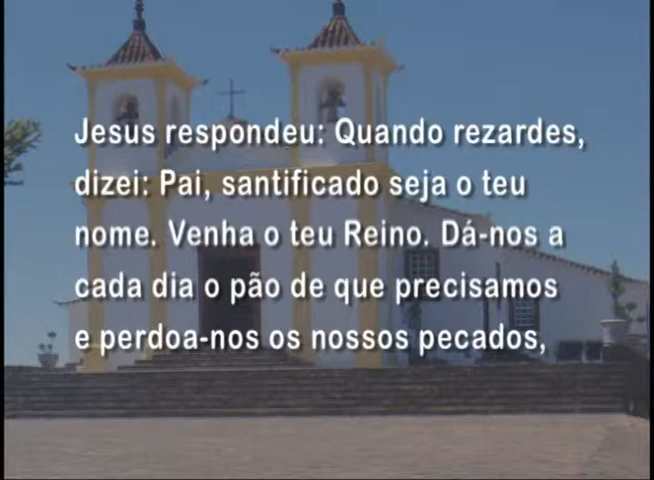 Jesus respondeu: Quando rezardes,
dizei: Pai, santificado seja o teu
nome. Venha o teu Reino. Dá-nos a
cada dia o pão de que precisamos
e perdoa-nos os nossos pecados,